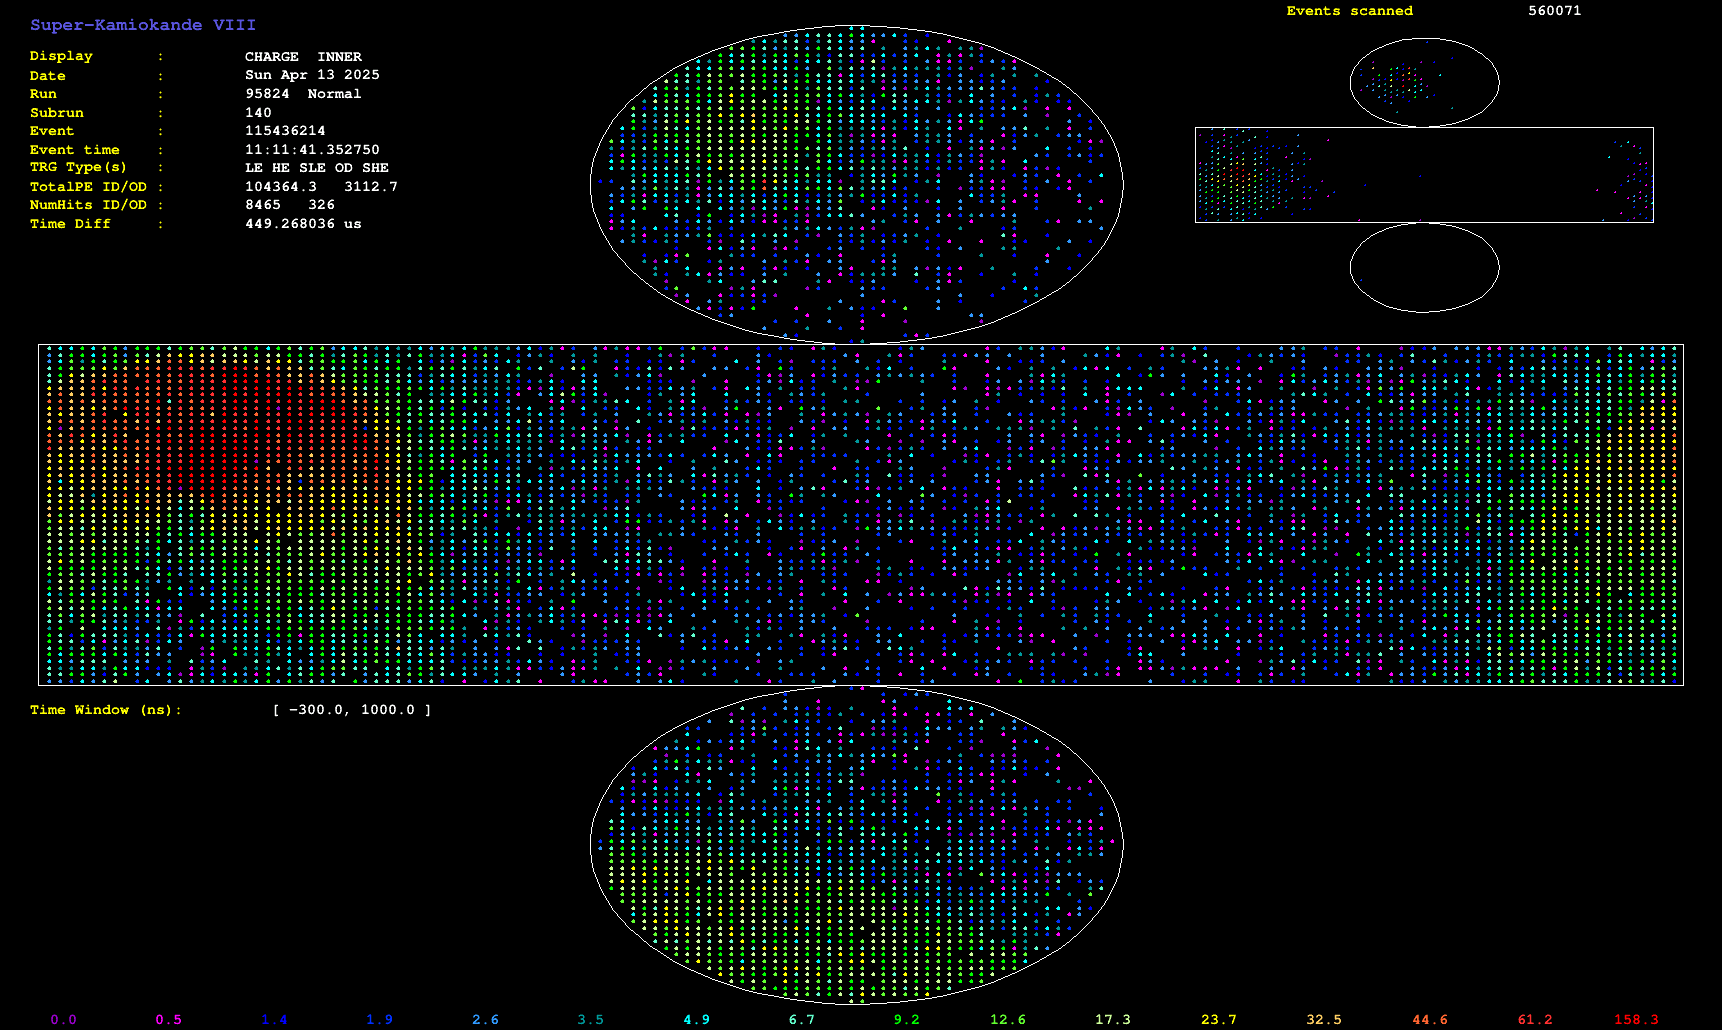 Super-Kamiokande VIII
Events scanned 560071
Display : CHARGE INNER
Date : Sun Apr 13 2025
Run : 95824 Normal
Subrun : 140
Event : 115436214
Event time : 11:11:41.352750
TRG Type(s) : LE HE SLE OD SHE
TotalPE ID/OD : 104364.3 3112.7
NumHits ID/OD : 8465 326
Time Diff : 449.268036 us
Time Window (ns): [ -300.0, 1000.0 ]
0.0 0.5 1.4 1.9 2.6 3.5 4.9 6.7 9.2 12.6 17.3 23.7 32.5 44.6 61.2 158.3